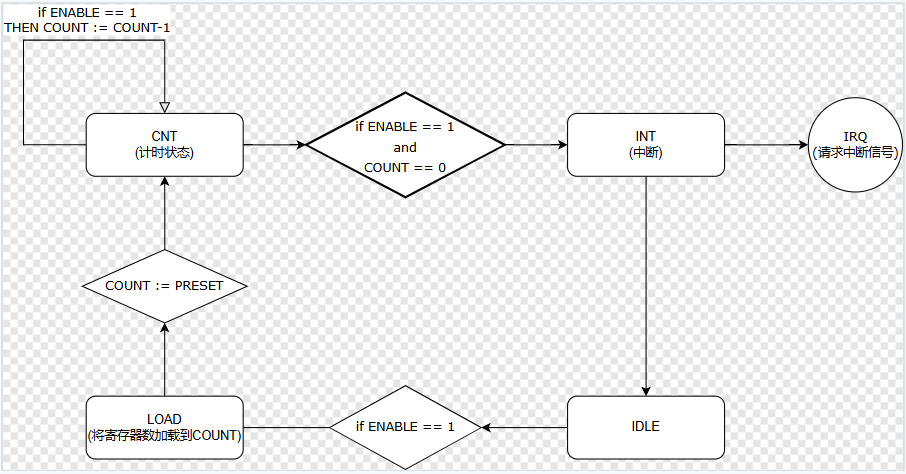 if ENABLE == 1
THEN COUNT := COUNT-1
CNT
(计时状态)
if ENABLE == 1
and
COUNT == 0
INT
(中断)
IRQ
(请求中断信号)
COUNT := PRESET
LOAD
(将寄存器数加载到COUNT)
if ENABLE == 1
IDLE